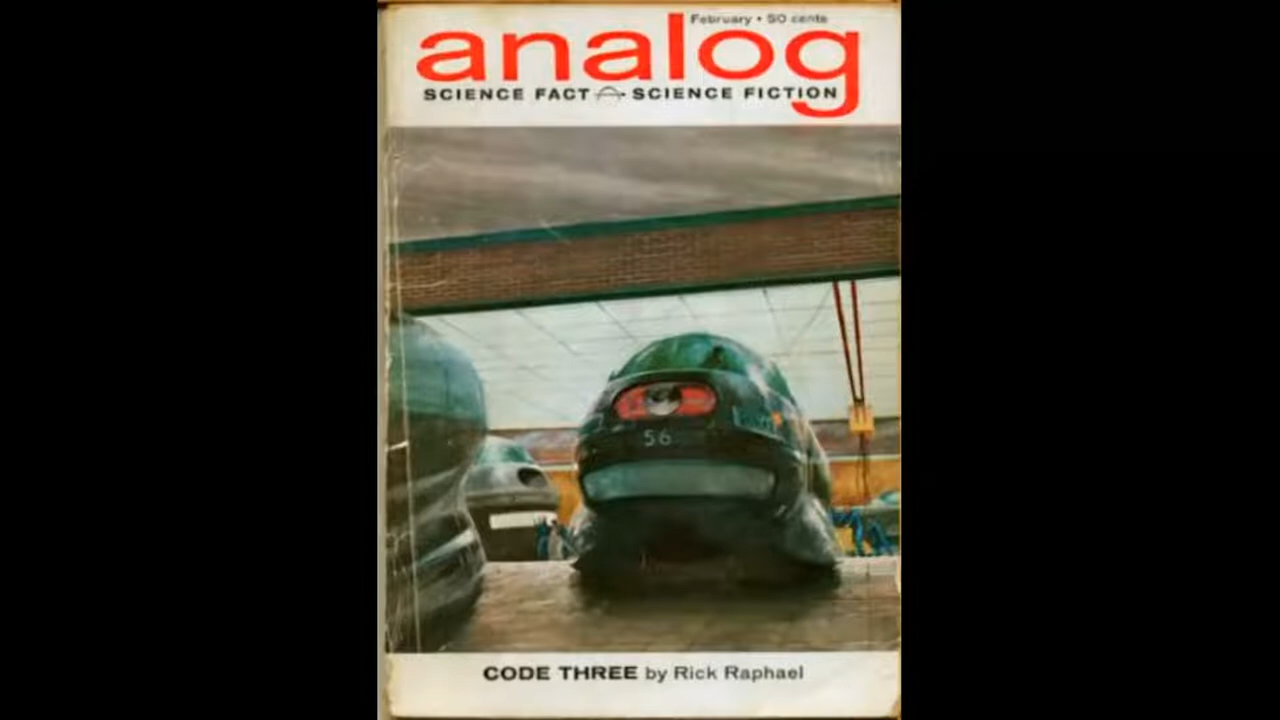 February • 50 cents
analog
SCIENCE FACT SCIENCE FICTION
56
CODE THREE by Rick Raphael